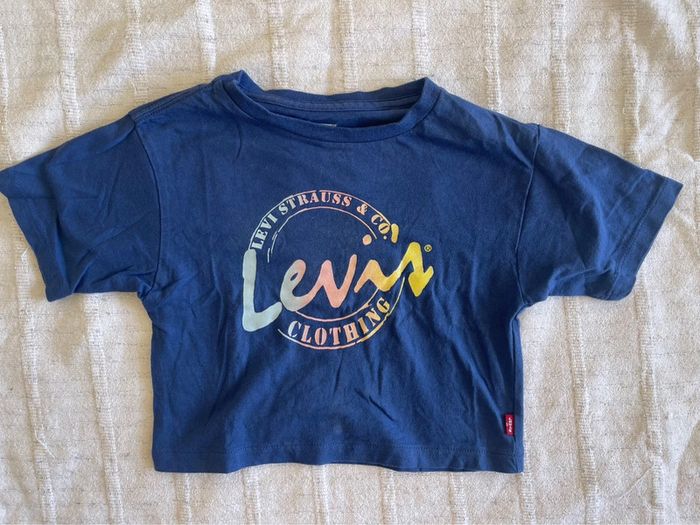 LEVI STRAUSS & CO.
Levi's®
CLOTHING